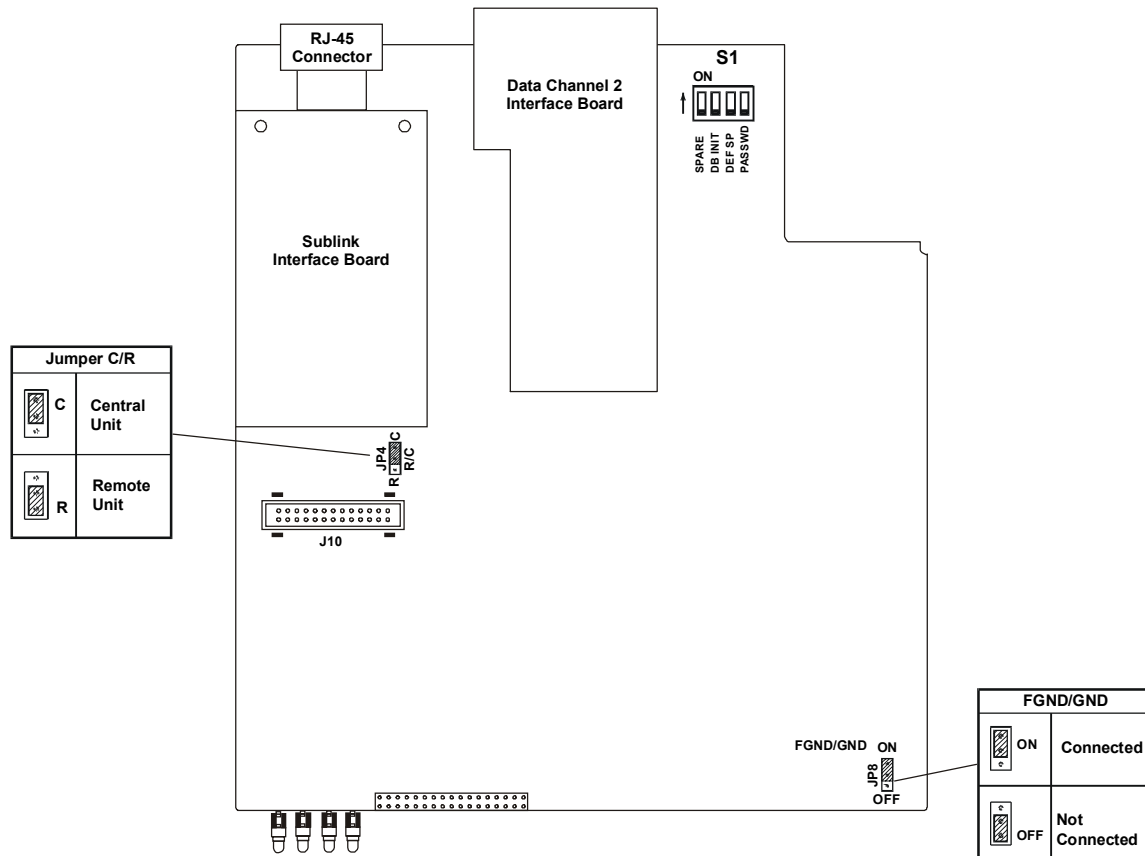 RJ-45
Connector
Data Channel 2
Interface Board
S1
ON
SPARE
DB INIT
DEF SP
PASSWD
Sublink
Interface Board
Jumper C/R
C
Central
Unit
R
Remote
Unit
JP4
C
R/C
R
J10
FGND/GND ON
JP8
OFF
FGND/GND
ON
Connected
OFF
Not
Connected